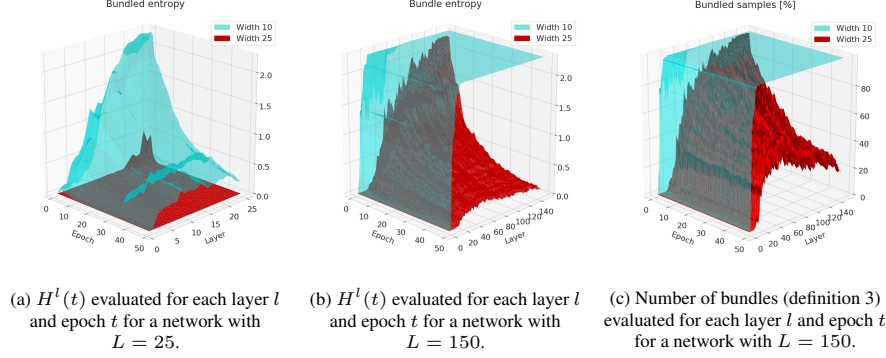 Bundled entropy
Width 10
Width 25
2.0
1.5
1.0
0.5
0.0
0
10
20
30
40
50
Epoch
0
5
10
15
20
25
Layer
Bundle entropy
Width 10
Width 25
2.0
1.5
1.0
0.5
0.0
0
10
20
30
40
50
Epoch
0
20
40
60
80
100
120
140
Layer
Bundled samples [%]
Width 10
Width 25
80
60
40
20
0
0
10
20
30
40
50
Epoch
0
20
40
60
80
100
120
140
Layer
(a) H^l(t) evaluated for each layer l
and epoch t for a network with
L = 25.
(b) H^l(t) evaluated for each layer l
and epoch t for a network with
L = 150.
(c) Number of bundles (definition 3)
evaluated for each layer l and epoch t
for a network with L = 150.